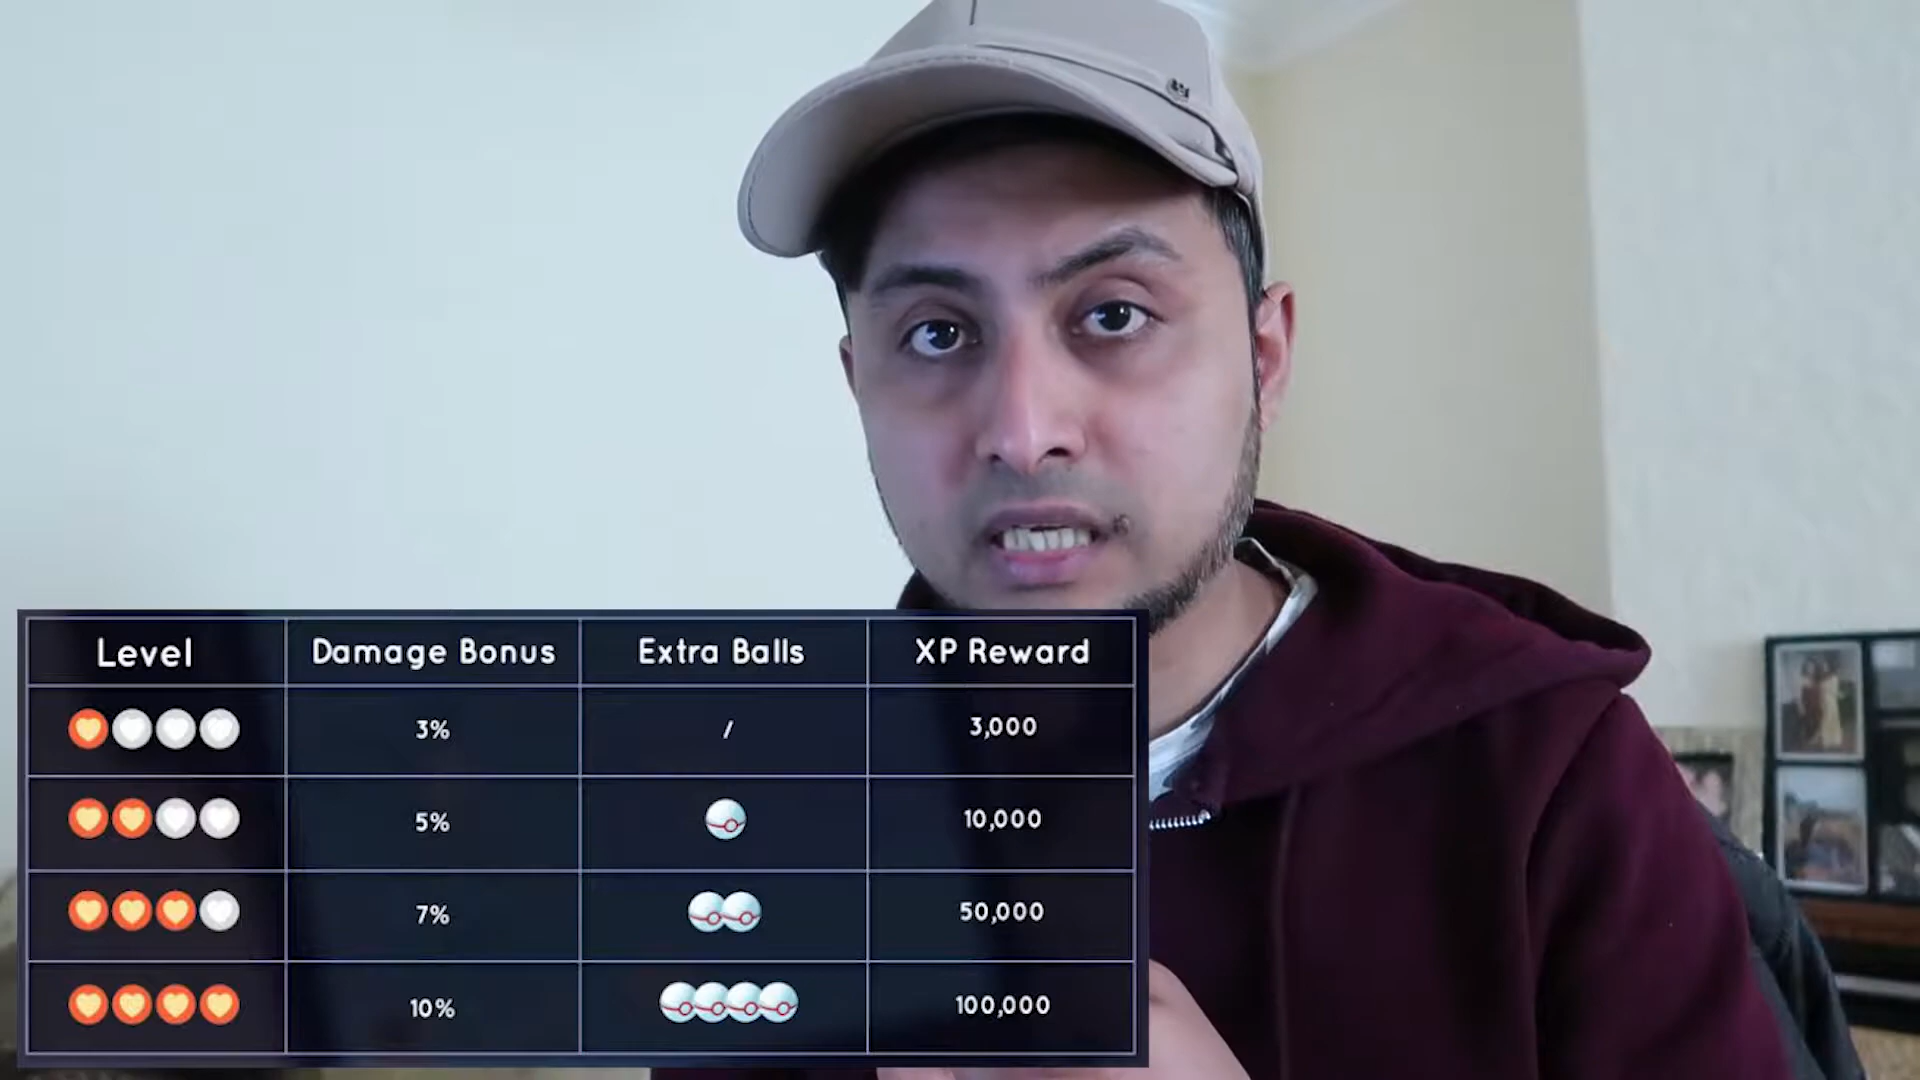 Level Damage Bonus Extra Balls XP Reward
3% / 3,000
5% 10,000
7% 50,000
10% 100,000